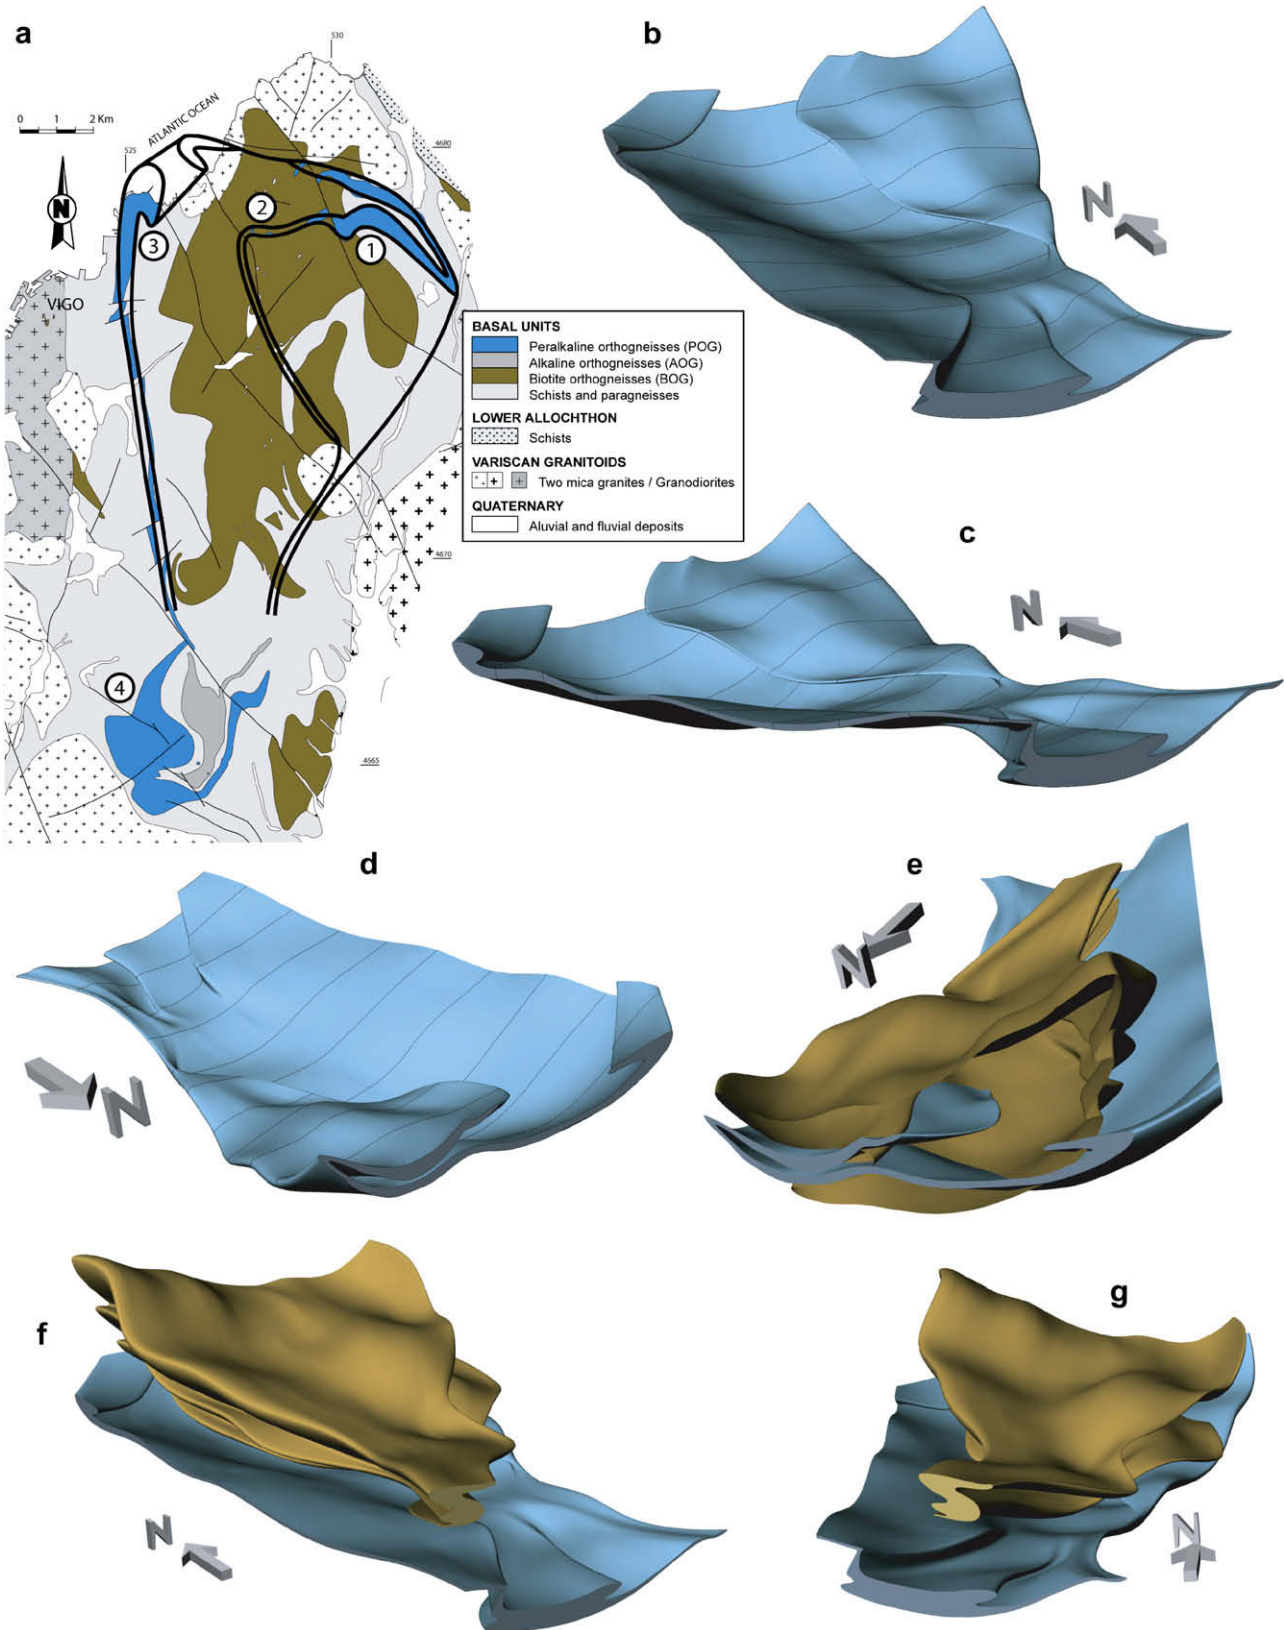 a
530
b
0 1 2 Km
ATLANTIC OCEAN
525
4680
N
2
3
1
N
VIGO
BASAL UNITS
Peralkaline orthogneisses (POG)
Alkaline orthogneisses (AOG)
Biotite orthogneisses (BOG)
Schists and paragneisses
LOWER ALLOCHTHON
Schists
VARISCAN GRANITOIDS
Two mica granites / Granodiorites
QUATERNARY
Aluvial and fluvial deposits
c
4670
N
4
4565
d
e
N
N
f
g
N
N